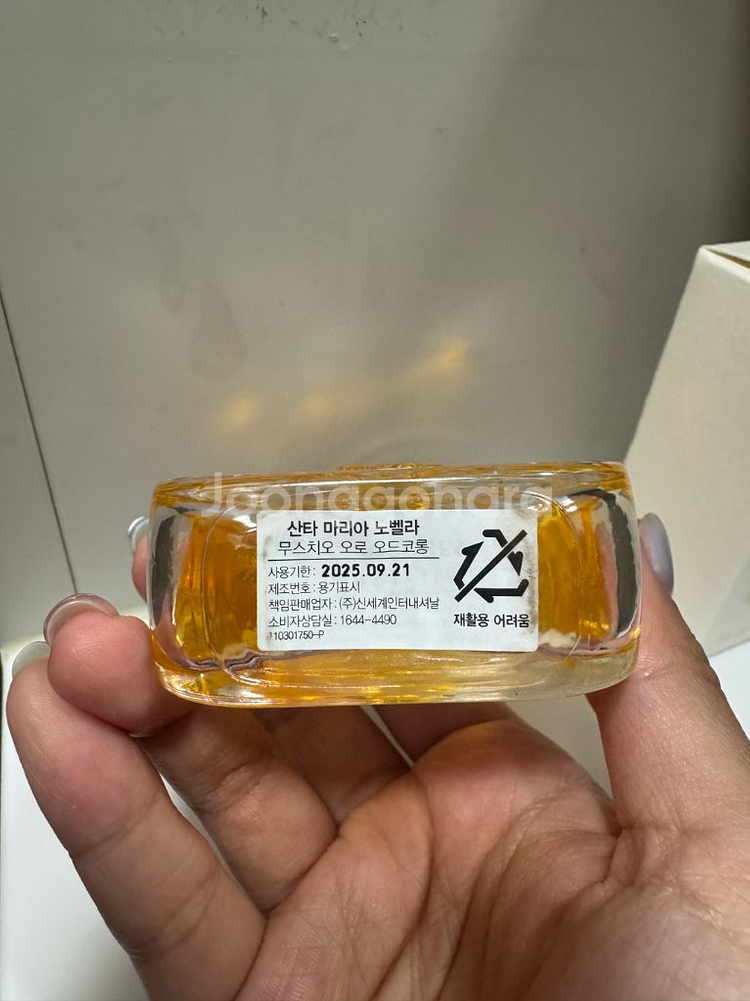 Joonggonara
산타 마리아 노벨라
무스치오 오로 오드코롱
사용기한 : 2025.09.21
제조번호 : 용기표시
책임판매업자 : (주)신세계인터내셔날
소비자상담실 : 1644-4490
110301750-P
재활용 어려움